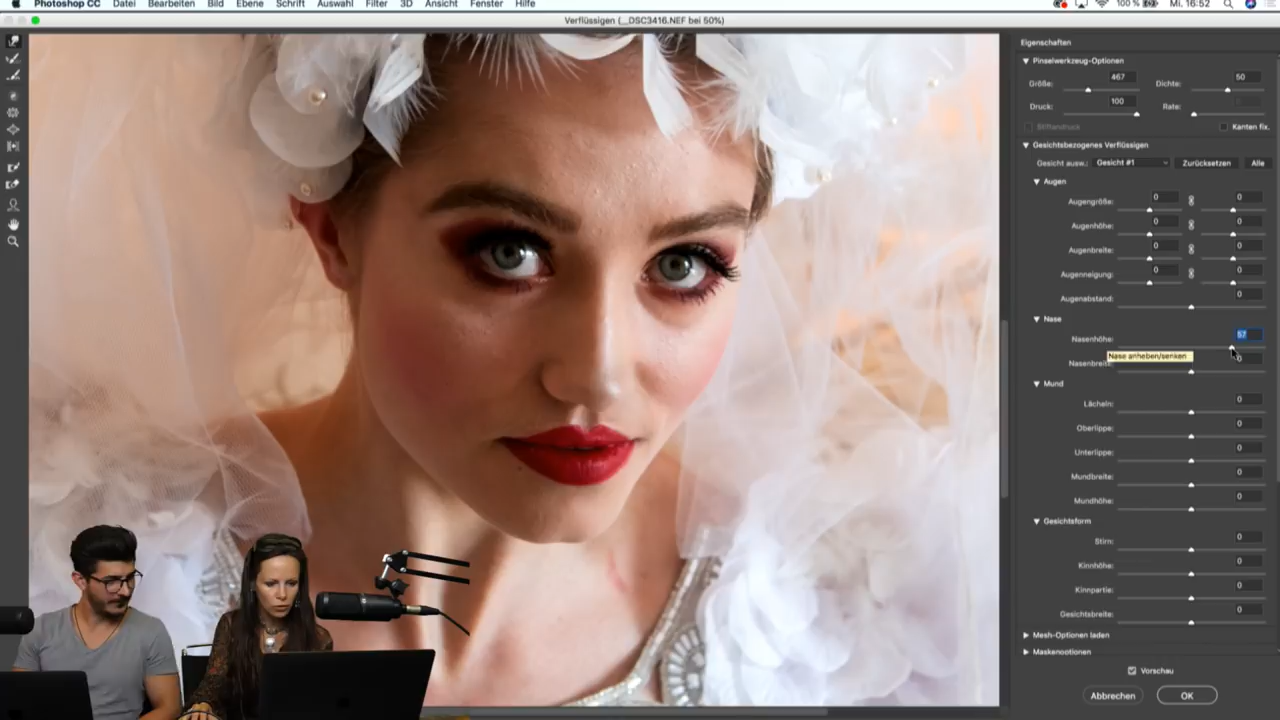 Photoshop CC Datei Bearbeiten Bild Ebene Schrift Auswahl Filter 3D Ansicht Fenster Hilfe 100 % Mi. 16:52
Verflüssigen (__DSC3416.NEF bei 50%)
Eigenschaften
Pinselwerkzeug-Optionen
Größe: 467 Dichte: 50
Druck: 100 Rate:
Stiftandruck Kanten fix.
Gesichtsbezogenes Verflüssigen
Gesicht ausw.: Gesicht #1 Zurücksetzen Alle
Augen
Augengröße: 0 0
Augenhöhe: 0 0
Augenbreite: 0 0
Augenneigung: 0 0
Augenabstand: 0
Nase
Nasenhöhe: 57
Nase anheben/senken
Nasenbreite: 0
Mund
Lächeln: 0
Oberlippe: 0
Unterlippe: 0
Mundbreite: 0
Mundhöhe: 0
Gesichtsform
Stirn: 0
Kinnhöhe: 0
Kinnpartie: 0
Gesichtsbreite: 0
Mesh-Optionen laden
Maskenoptionen
Vorschau
Abbrechen OK